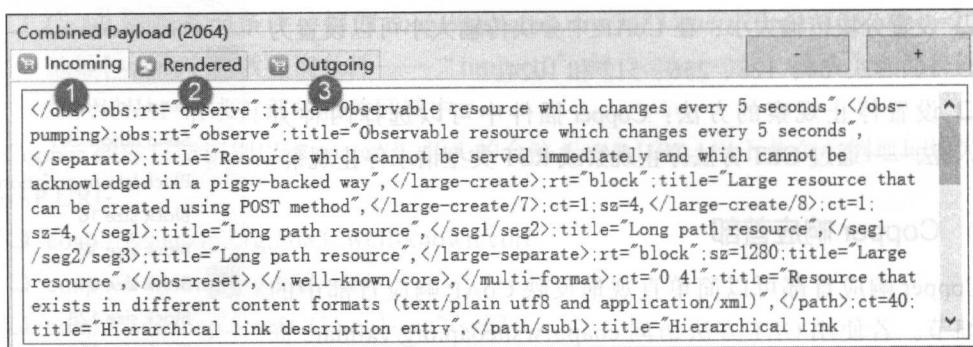 Combined Payload (2064)
Incoming Rendered Outgoing - +
1 2 3
</obs>;obs;rt="observe";title="Observable resource which changes every 5 seconds",</obs-
pumping>;obs;rt="observe";title="Observable resource which changes every 5 seconds",
</separate>;title="Resource which cannot be served immediately and which cannot be
acknowledged in a piggy-backed way",</large-create>;rt="block";title="Large resource that
can be created using POST method",</large-create/7>;ct=1;sz=4,</large-create/8>;ct=1;
sz=4,</seg1>;title="Long path resource",</seg1/seg2>;title="Long path resource",</seg1
/seg2/seg3>;title="Long path resource",</large-separate>;rt="block";sz=1280;title="Large
resource",</obs-reset>,</.well-known/core>,</multi-format>;ct="0 41";title="Resource that
exists in different content formats (text/plain utf8 and application/xml)",</path>;ct=40;
title="Hierarchical link description entry",</path/sub1>;title="Hierarchical link